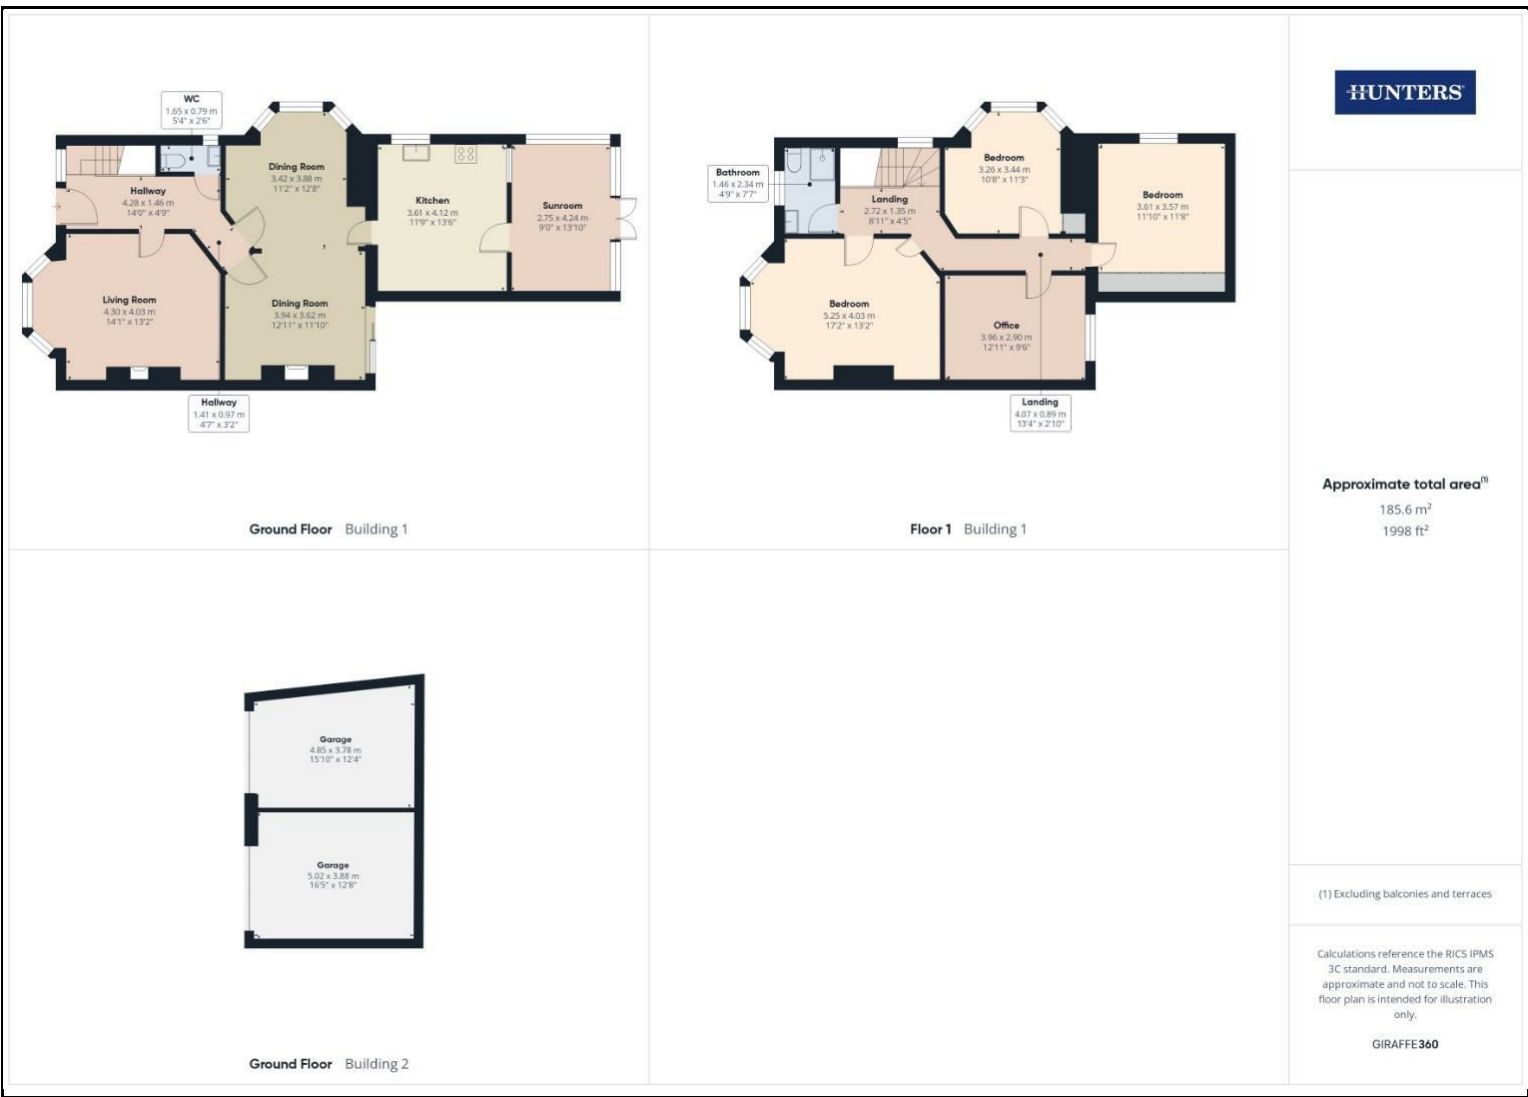 WC
1.65 x 0.79 m
5'4" x 2'6"
Hallway
4.28 x 1.46 m
14'0" x 4'9"
Dining Room
3.42 x 3.88 m
11'2" x 12'8"
Kitchen
3.61 x 4.12 m
11'9" x 13'6"
Sunroom
2.75 x 4.24 m
9'0" x 13'10"
Living Room
4.30 x 4.03 m
14'1" x 13'2"
Dining Room
3.94 x 3.62 m
12'11" x 11'10"
Hallway
1.41 x 0.97 m
4'7" x 3'2"
Ground Floor Building 1
Bathroom
1.46 x 2.34 m
4'9" x 7'7"
Landing
2.72 x 1.35 m
8'11" x 4'5"
Bedroom
3.26 x 3.44 m
10'8" x 11'3"
Bedroom
3.61 x 3.57 m
11'10" x 11'8"
Bedroom
5.25 x 4.03 m
17'2" x 13'2"
Office
3.96 x 2.90 m
12'11" x 9'6"
Landing
4.07 x 0.89 m
13'4" x 2'10"
Floor 1 Building 1
Garage
4.85 x 3.78 m
15'10" x 12'4"
Garage
5.02 x 3.88 m
16'5" x 12'8"
Ground Floor Building 2
HUNTERS
Approximate total area(1)
185.6 m²
1998 ft²
(1) Excluding balconies and terraces
Calculations reference the RICS IPMS
3C standard. Measurements are
approximate and not to scale. This
floor plan is intended for illustration
only.
GIRAFFE360